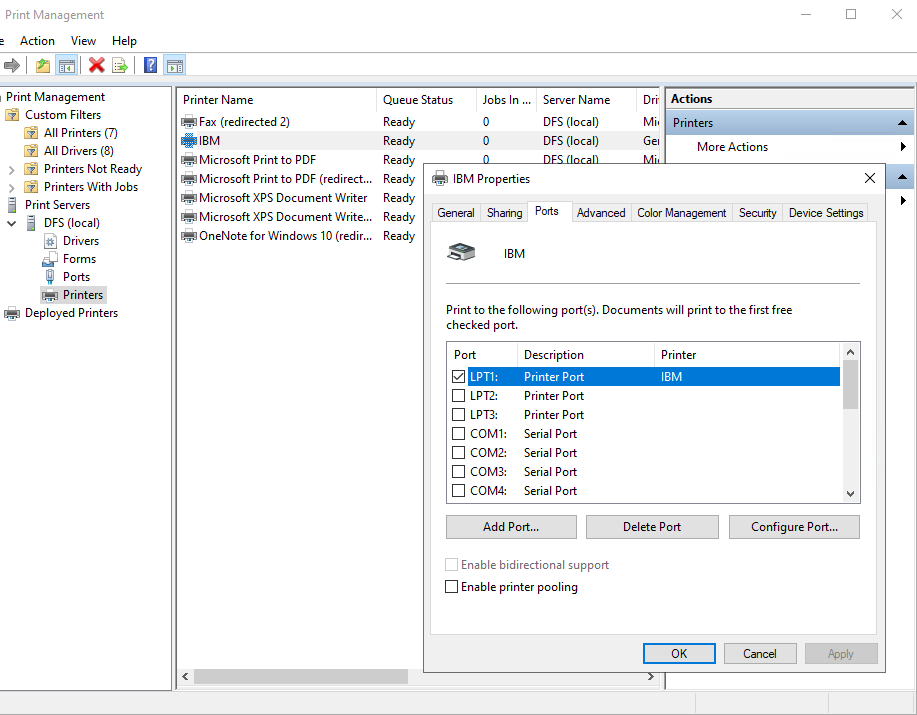 Print Management
Action View Help
Print Management
Custom Filters
All Printers (7)
All Drivers (8)
Printers Not Ready
Printers With Jobs
Print Servers
DFS (local)
Drivers
Forms
Ports
Printers
Deployed Printers
Printer Name Queue Status Jobs In ... Server Name Dri
Fax (redirected 2) Ready 0 DFS (local) Mi
IBM Ready 0 DFS (local) Gei
Microsoft Print to PDF Ready 0 DFS (local) Mi
Microsoft Print to PDF (redirect... Ready
Microsoft XPS Document Writer Ready
Microsoft XPS Document Write... Ready
OneNote for Windows 10 (redir... Ready
Actions
Printers
More Actions
IBM Properties
General Sharing Ports Advanced Color Management Security Device Settings
IBM
Print to the following port(s). Documents will print to the first free
checked port.
Port Description Printer
LPT1: Printer Port IBM
LPT2: Printer Port
LPT3: Printer Port
COM1: Serial Port
COM2: Serial Port
COM3: Serial Port
COM4: Serial Port
Add Port... Delete Port Configure Port...
Enable bidirectional support
Enable printer pooling
OK Cancel Apply